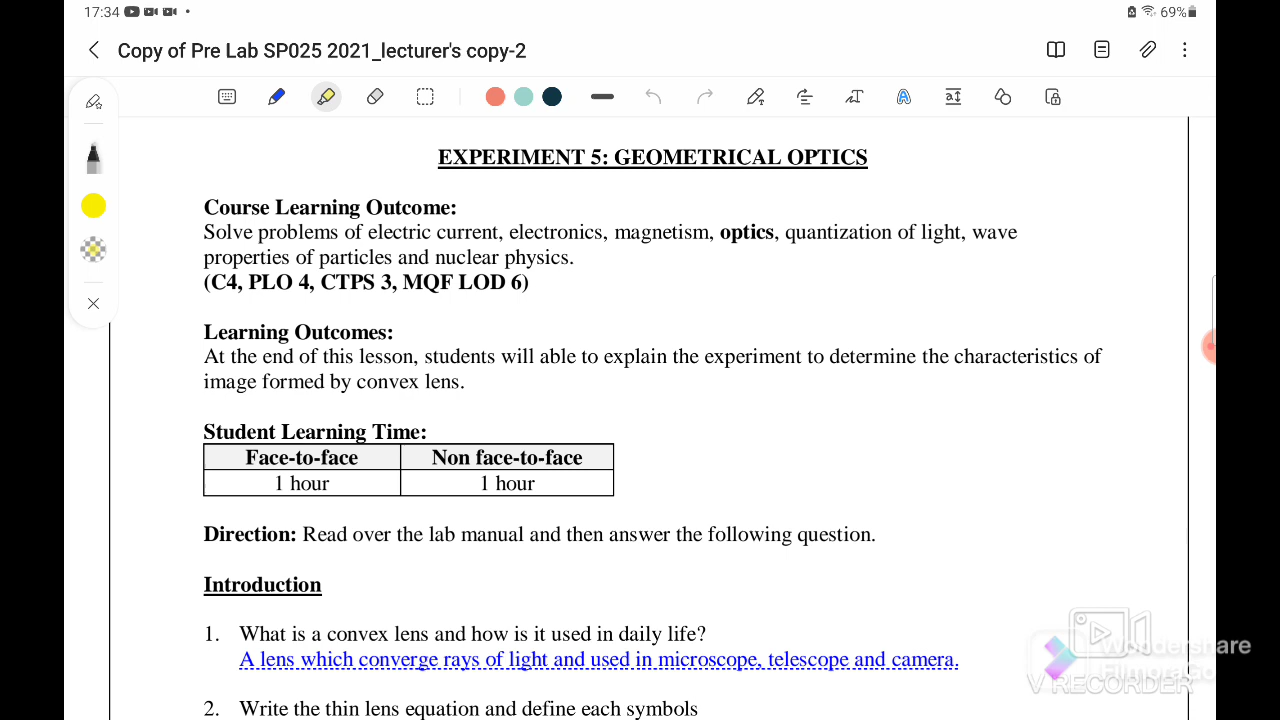 17:34
69%
Copy of Pre Lab SP025 2021_lecturer's copy-2
EXPERIMENT 5: GEOMETRICAL OPTICS
Course Learning Outcome:
Solve problems of electric current, electronics, magnetism, optics, quantization of light, wave
properties of particles and nuclear physics.
(C4, PLO 4, CTPS 3, MQF LOD 6)
Learning Outcomes:
At the end of this lesson, students will able to explain the experiment to determine the characteristics of
image formed by convex lens.
Student Learning Time:
Face-to-face Non face-to-face
1 hour 1 hour
Direction: Read over the lab manual and then answer the following question.
Introduction
1. What is a convex lens and how is it used in daily life?
A lens which converge rays of light and used in microscope, telescope and camera.
2. Write the thin lens equation and define each symbols
Wondershare
FilmoraGo
V RECORDER